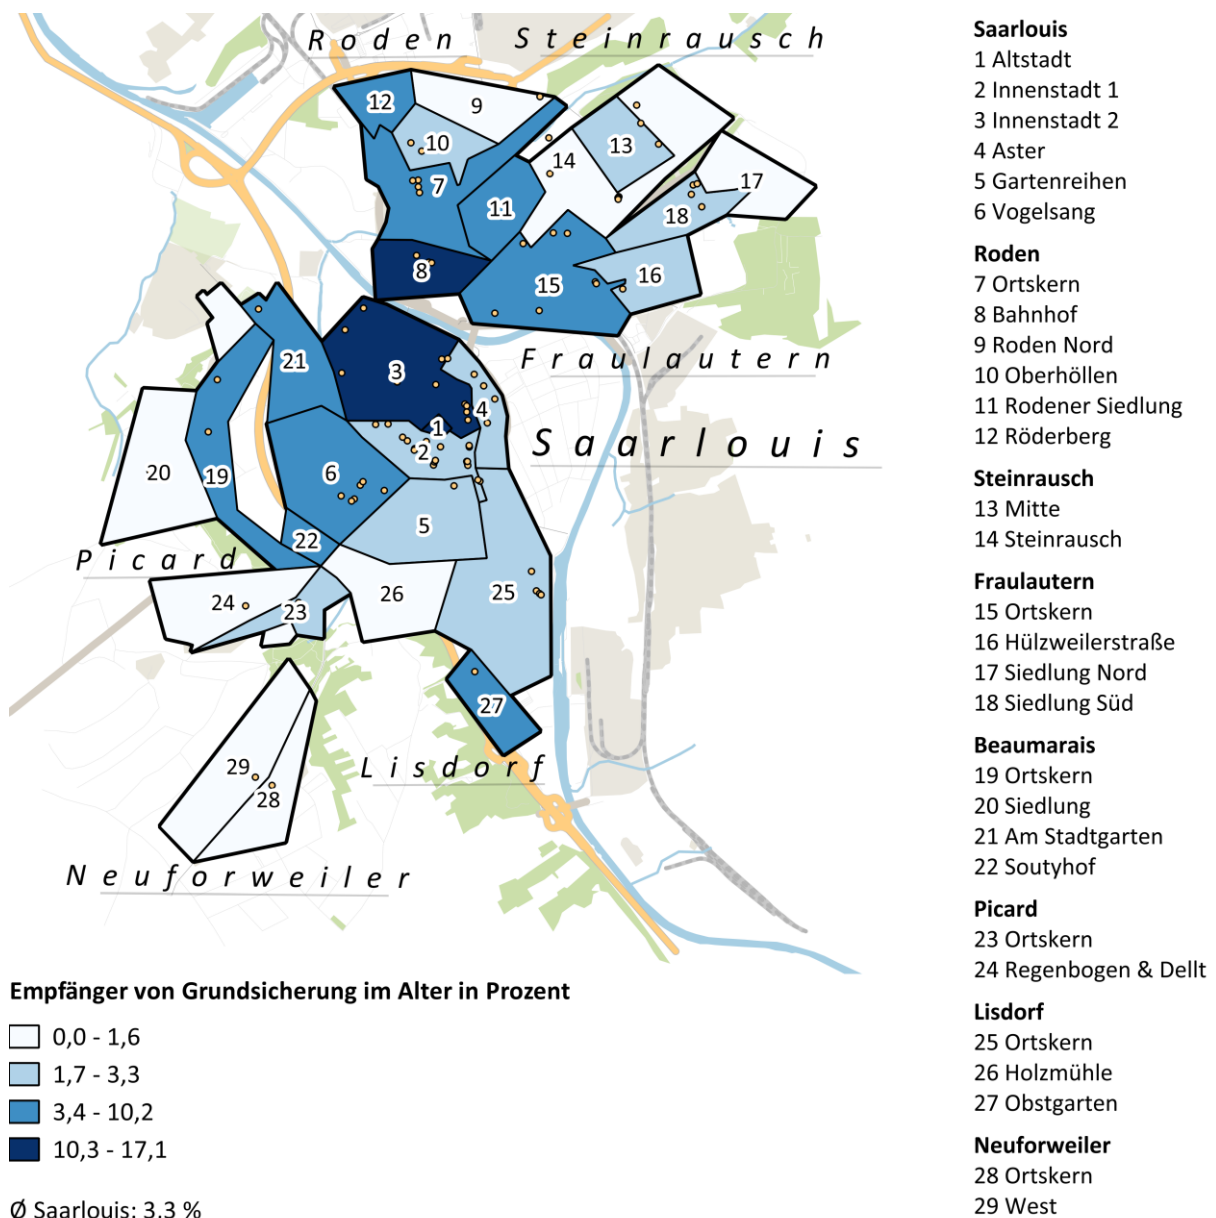 Roden
Steinrausch
12
9
10
13
14
7
17
11
18
8
15
16
21
Fraulautern
3
4
1
Saarlouis
2
20
19
6
5
22
Picard
24
23
26
25
27
29
28
Lisdorf
Neuforweiler
Empfänger von Grundsicherung im Alter in Prozent
0,0 - 1,6
1,7 - 3,3
3,4 - 10,2
10,3 - 17,1
Ø Saarlouis: 3,3 %
Saarlouis
1 Altstadt
2 Innenstadt 1
3 Innenstadt 2
4 Aster
5 Gartenreihen
6 Vogelsang
Roden
7 Ortskern
8 Bahnhof
9 Roden Nord
10 Oberhöllen
11 Rodener Siedlung
12 Röderberg
Steinrausch
13 Mitte
14 Steinrausch
Fraulautern
15 Ortskern
16 Hülzweilerstraße
17 Siedlung Nord
18 Siedlung Süd
Beaumarais
19 Ortskern
20 Siedlung
21 Am Stadtgarten
22 Soutyhof
Picard
23 Ortskern
24 Regenbogen & Dellt
Lisdorf
25 Ortskern
26 Holzmühle
27 Obstgarten
Neuforweiler
28 Ortskern
29 West